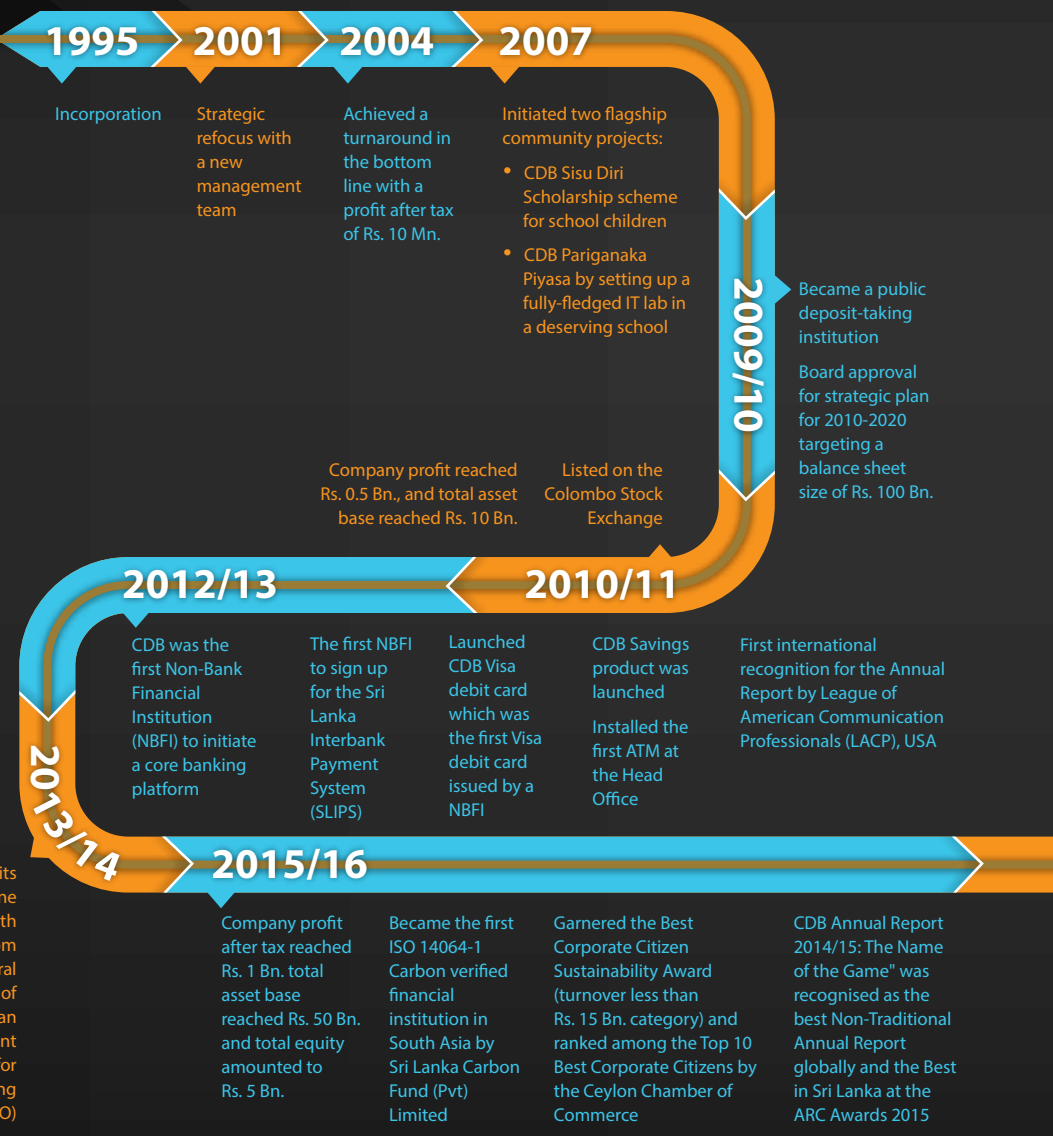 1995
2001
2004
2007
Incorporation
Strategic
refocus with
a new
management
team
Achieved a
turnaround in
the bottom
line with a
profit after tax
of Rs. 10 Mn.
Initiated two flagship
community projects:
• CDB Sisu Diri
Scholarship scheme
for school children
• CDB Pariganaka
Piyasa by setting up a
fully-fledged IT lab in
a deserving school
2009/10
Became a public
deposit-taking
institution
Board approval
for strategic plan
for 2010-2020
targeting a
balance sheet
size of Rs. 100 Bn.
2010/11
Listed on the
Colombo Stock
Exchange
Company profit reached
Rs. 0.5 Bn., and total asset
base reached Rs. 10 Bn.
2012/13
CDB was the
first Non-Bank
Financial
Institution
(NBFI) to initiate
a core banking
platform
The first NBFI
to sign up
for the Sri
Lanka
Interbank
Payment
System
(SLIPS)
Launched
CDB Visa
debit card
which was
the first Visa
debit card
issued by a
NBFI
CDB Savings
product was
launched
Installed the
first ATM at
the Head
Office
First international
recognition for the Annual
Report by League of
American Communication
Professionals (LACP), USA
2013/14
its
of
for
2015/16
Company profit
after tax reached
Rs. 1 Bn. total
asset base
reached Rs. 50 Bn.
and total equity
amounted to
Rs. 5 Bn.
Became the first
ISO 14064-1
Carbon verified
financial
institution in
South Asia by
Sri Lanka Carbon
Fund (Pvt)
Limited
Garnered the Best
Corporate Citizen
Sustainability Award
(turnover less than
Rs. 15 Bn. category) and
ranked among the Top 10
Best Corporate Citizens by
the Ceylon Chamber of
Commerce
CDB Annual Report
2014/15: The Name
of the Game" was
recognised as the
best Non-Traditional
Annual Report
globally and the Best
in Sri Lanka at the
ARC Awards 2015